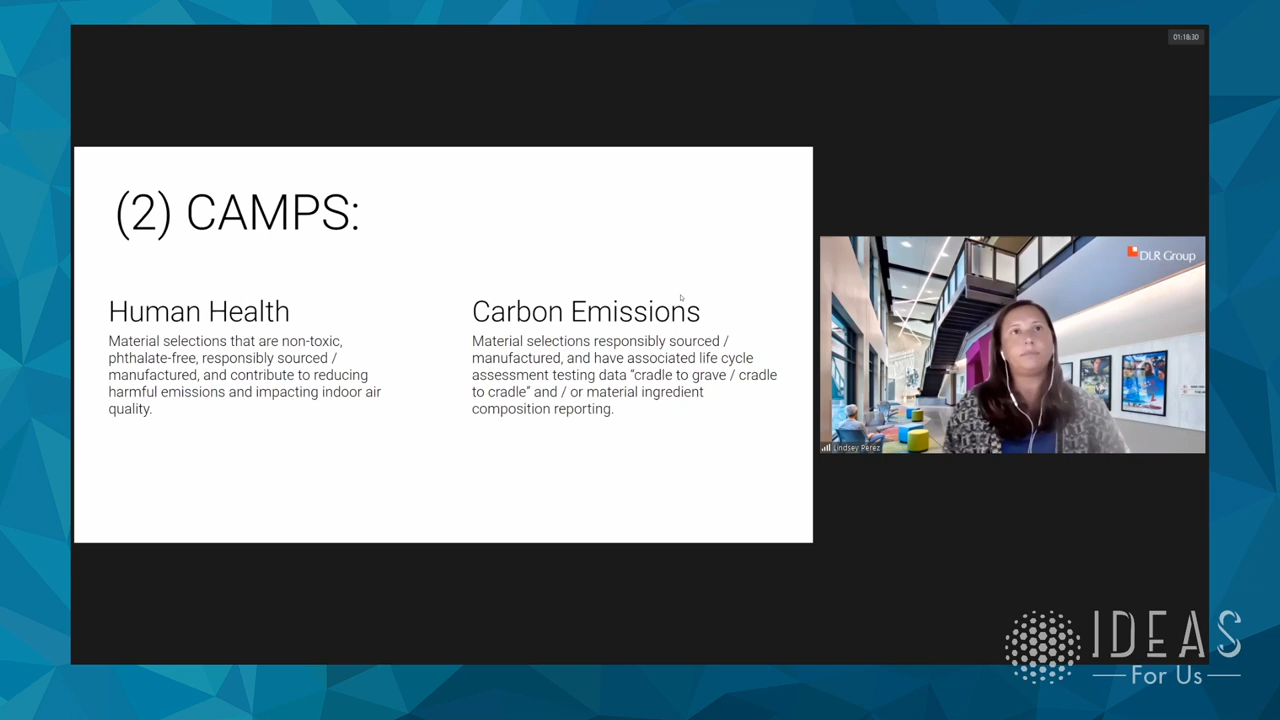 01:18:30
(2) CAMPS:
Human Health
Material selections that are non-toxic,
phthalate-free, responsibly sourced /
manufactured, and contribute to reducing
harmful emissions and impacting indoor air
quality.
Carbon Emissions
Material selections responsibly sourced /
manufactured, and have associated life cycle
assessment testing data “cradle to grave / cradle
to cradle” and / or material ingredient
composition reporting.
DLR Group
Lindsey Perez
IDEAS
For Us